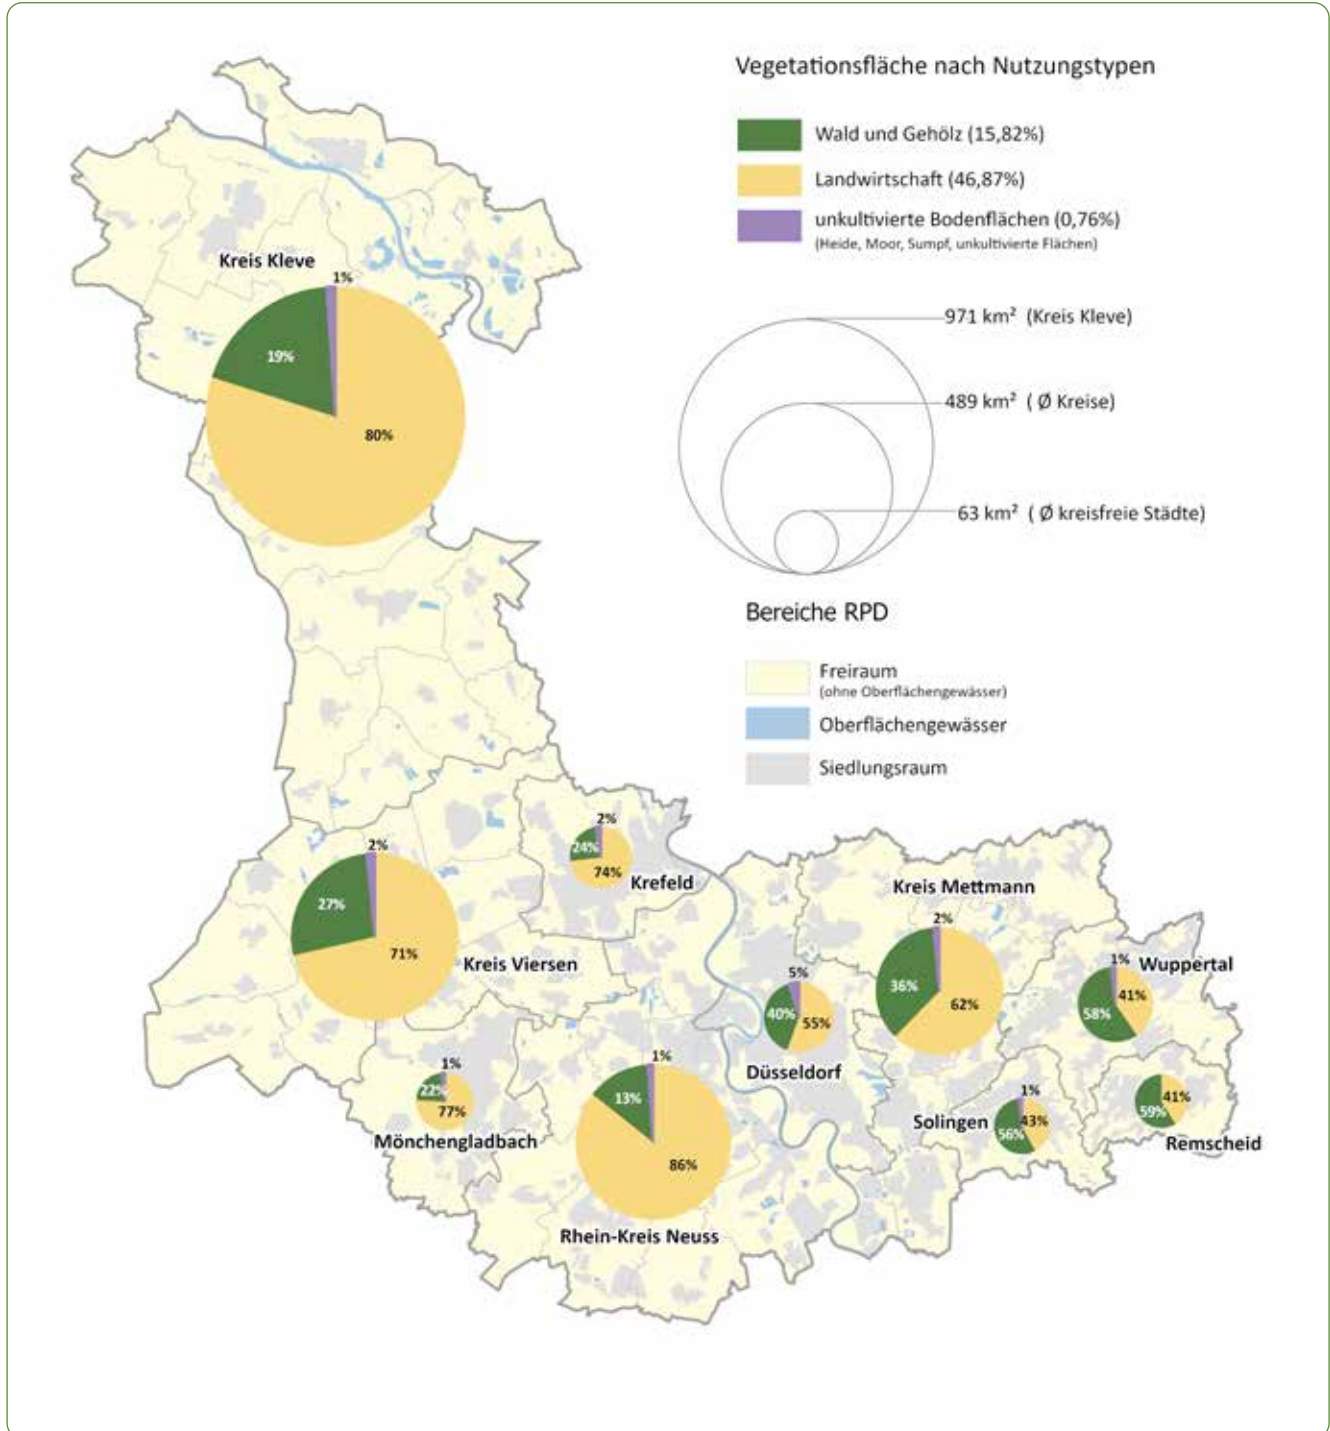 Vegetationsfläche nach Nutzungstypen
Wald und Gehölz (15,82%)
Landwirtschaft (46,87%)
unkultivierte Bodenflächen (0,76%)
(Heide, Moor, Sumpf, unkultivierte Flächen)
971 km² (Kreis Kleve)
489 km² ( Ø Kreise)
63 km² ( Ø kreisfreie Städte)
Bereiche RPD
Freiraum
(ohne Oberflächengewässer)
Oberflächengewässer
Siedlungsraum
Kreis Kleve
1%
19%
80%
2%
27%
71%
Kreis Viersen
2%
24%
74%
Krefeld
Kreis Mettmann
2%
36%
62%
1%
Wuppertal
41%
58%
5%
40%
55%
Düsseldorf
1%
22%
77%
Mönchengladbach
1%
13%
86%
Rhein-Kreis Neuss
1%
Solingen
43%
56%
41%
59%
Remscheid